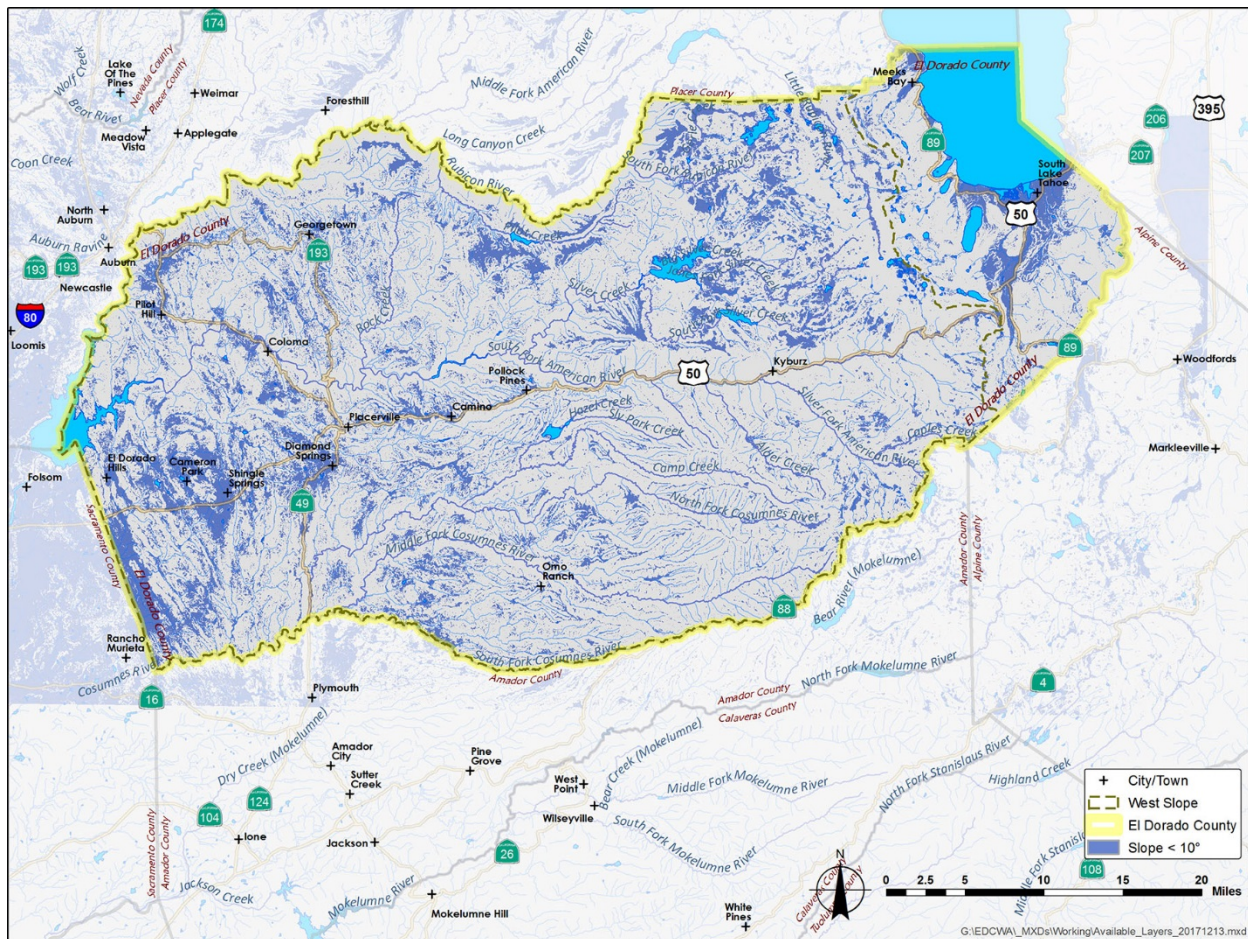 174
Lake
Of The
Pines
Weimar
Wolf Creek
Nevada County
Placer County
Bear River
Meadow
Vista
Applegate
Foresthill
Middle Fork American River
Long Canyon Creek
Placer County
Meeks
Bay
El Dorado County
395
206
207
89
South
Lake
Tahoe
50
Coon Creek
North
Auburn
Auburn Ravine
Auburn
193
193
Newcastle
80
Loomis
El Dorado County
Georgetown
193
Rubicon River
South Fork Rubicon River
Alpine County
Pilot
Hill
Coloma
Rock Creek
Silver Creek
South Fork Silver Creek
South Fork American River
Pollock
Pines
50
Kyburz
89
Woodfords
Placerville
Camino
Hazel Creek
Sly Park Creek
Silver Fork American River
Caples Creek
El Dorado County
Markleeville
Folsom
El Dorado
Hills
Cameron
Park
Shingle
Springs
Diamond
Springs
49
Camp Creek
Alder Creek
North Fork Cosumnes River
Sacramento County
El Dorado County
Middle Fork Cosumnes River
Omo
Ranch
88
Bear River (Mokelumne)
Amador County
Alpine County
Rancho
Murieta
Cosumnes River
South Fork Cosumnes River
Amador County
16
Plymouth
Amador County
Calaveras County
North Fork Mokelumne River
4
Dry Creek (Mokelumne)
Amador
City
Sutter
Creek
Pine
Grove
West
Point
Wilseyville
Bear Creek (Mokelumne)
Middle Fork Mokelumne River
South Fork Mokelumne River
North Fork Stanislaus River
Highland Creek
104
124
Ione
Jackson
26
Sacramento County
Amador County
Jackson Creek
Mokelumne River
Mokelumne Hill
White
Pines
Calaveras County
Tuolumne County
Middle Fork Stanislaus
108
City/Town
West Slope
El Dorado County
Slope < 10°
N
0 2.5 5 10 15 20 Miles
G:\EDCWA\_MXDs\Working\Available_Layers_20171213.mxd